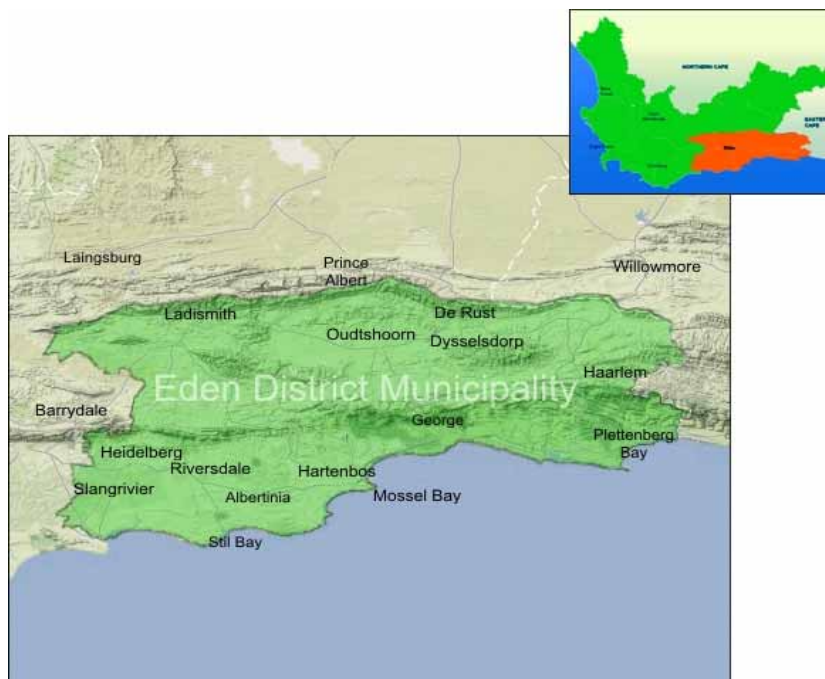 NORTHERN CAPE
EASTERN
CAPE
Eden
Laingsburg
Prince
Albert
Willowmore
Ladismith
De Rust
Oudtshoorn
Dysselsdorp
Haarlem
Eden District Municipality
Barrydale
George
Plettenberg
Bay
Heidelberg
Riversdale
Hartenbos
Slangrivier
Albertinia
Mossel Bay
Stil Bay